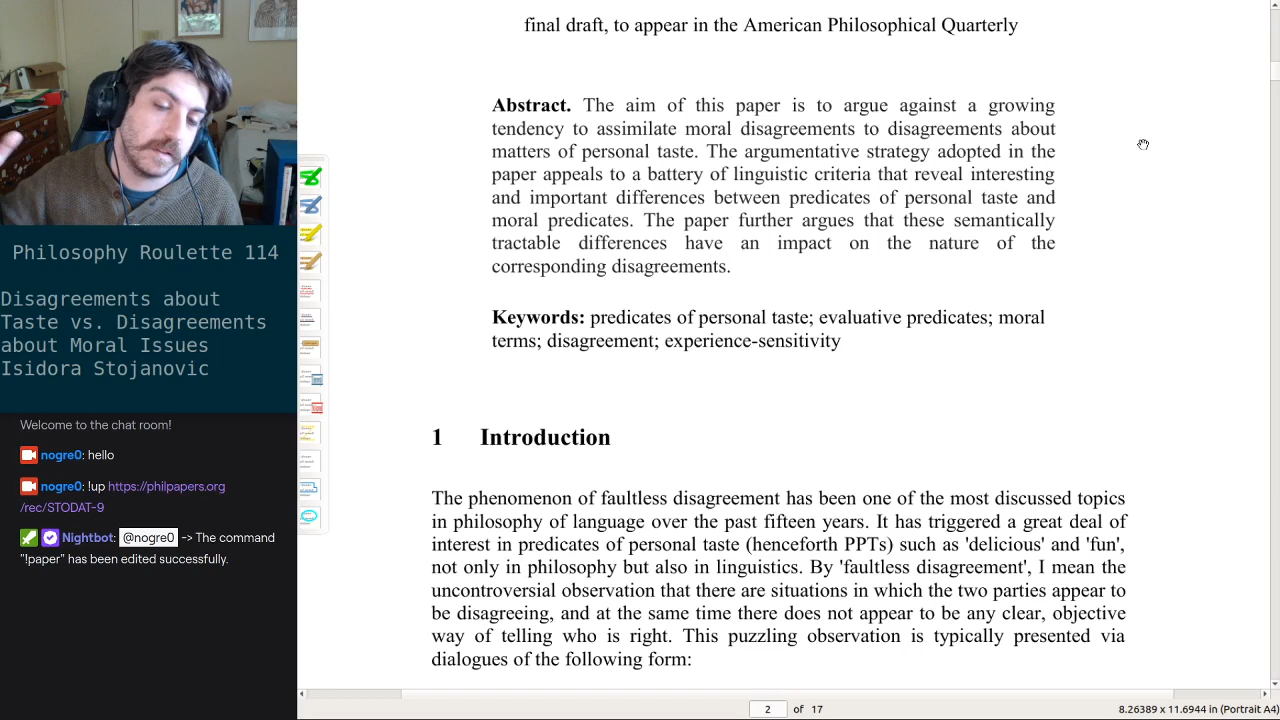 final draft, to appear in the American Philosophical Quarterly
Abstract. The aim of this paper is to argue against a growing
tendency to assimilate moral disagreements to disagreements about
matters of personal taste. The argumentative strategy adopted in the
paper appeals to a battery of linguistic criteria that reveal interesting
and important differences between predicates of personal taste and
moral predicates. The paper further argues that these semantically
tractable differences have an impact on the nature of the
corresponding disagreements.
Keywords: predicates of personal taste; evaluative predicates; moral
terms; disagreement; experience-sensitivity
1 Introduction
The phenomenon of faultless disagreement has been one of the most discussed topics
in philosophy of language over the past fifteen years. It has triggered a great deal of
interest in predicates of personal taste (henceforth PPTs) such as 'delicious' and 'fun',
not only in philosophy but also in linguistics. By 'faultless disagreement', I mean the
uncontroversial observation that there are situations in which the two parties appear to
be disagreeing, and at the same time there does not appear to be any clear, objective
way of telling who is right. This puzzling observation is typically presented via
dialogues of the following form:
2 of 17
8.26389 x 11.6944 in (Portrait A4)
Philosophy Roulette 114
Disagreements about
Taste vs. Disagreements
about Moral Issues
Isidora Stojanovic
Welcome to the chat room!
nogre0: hello
nogre0: !up https://philpapers.org
/rec/STODAT-9
Nightbot: @nogre0 -> The command
"!paper" has been edited successfully.